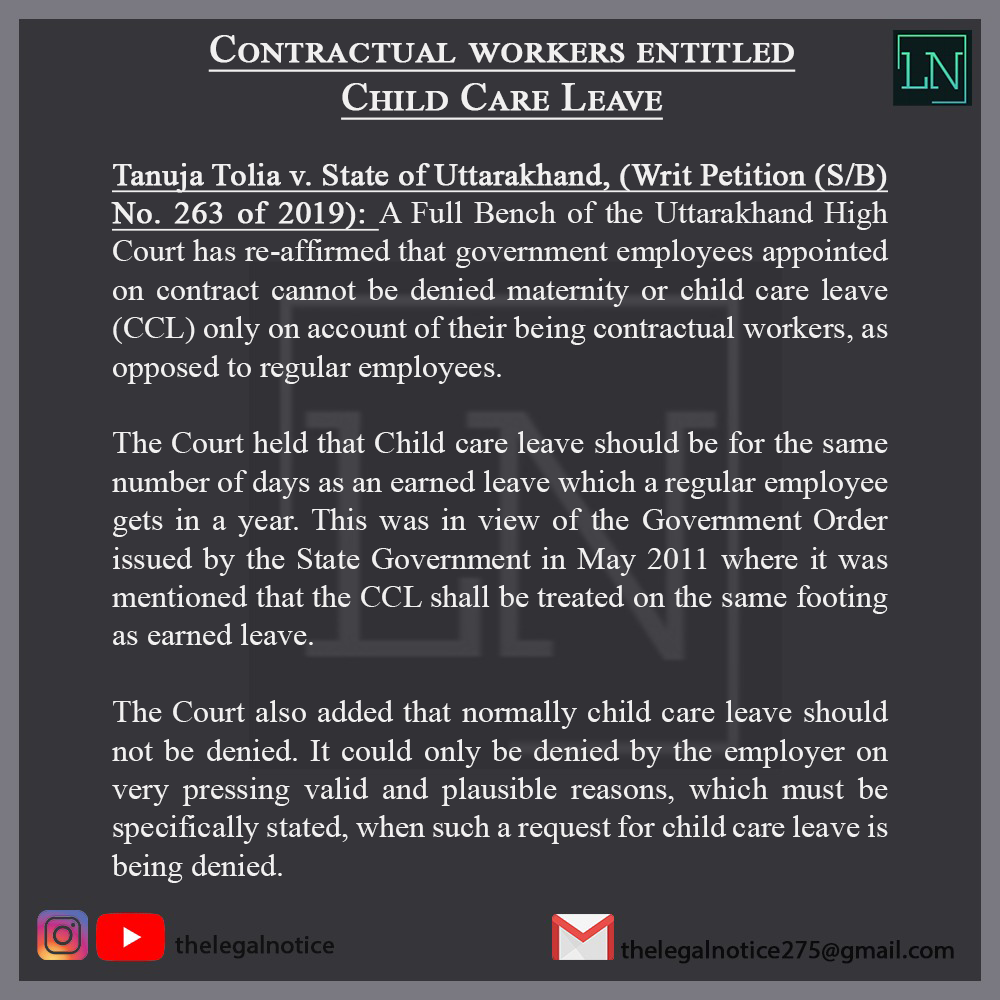 CONTRACTUAL WORKERS ENTITLED
CHILD CARE LEAVE
LN
Tanuja Tolia v. State of Uttarakhand, (Writ Petition (S/B)
No. 263 of 2019): A Full Bench of the Uttarakhand High
Court has re-affirmed that government employees appointed
on contract cannot be denied maternity or child care leave
(CCL) only on account of their being contractual workers, as
opposed to regular employees.
The Court held that Child care leave should be for the same
number of days as an earned leave which a regular employee
gets in a year. This was in view of the Government Order
issued by the State Government in May 2011 where it was
mentioned that the CCL shall be treated on the same footing
as earned leave.
The Court also added that normally child care leave should
not be denied. It could only be denied by the employer on
very pressing valid and plausible reasons, which must be
specifically stated, when such a request for child care leave is
being denied.
LN
thelegalnotice
thelegalnotice275@gmail.com